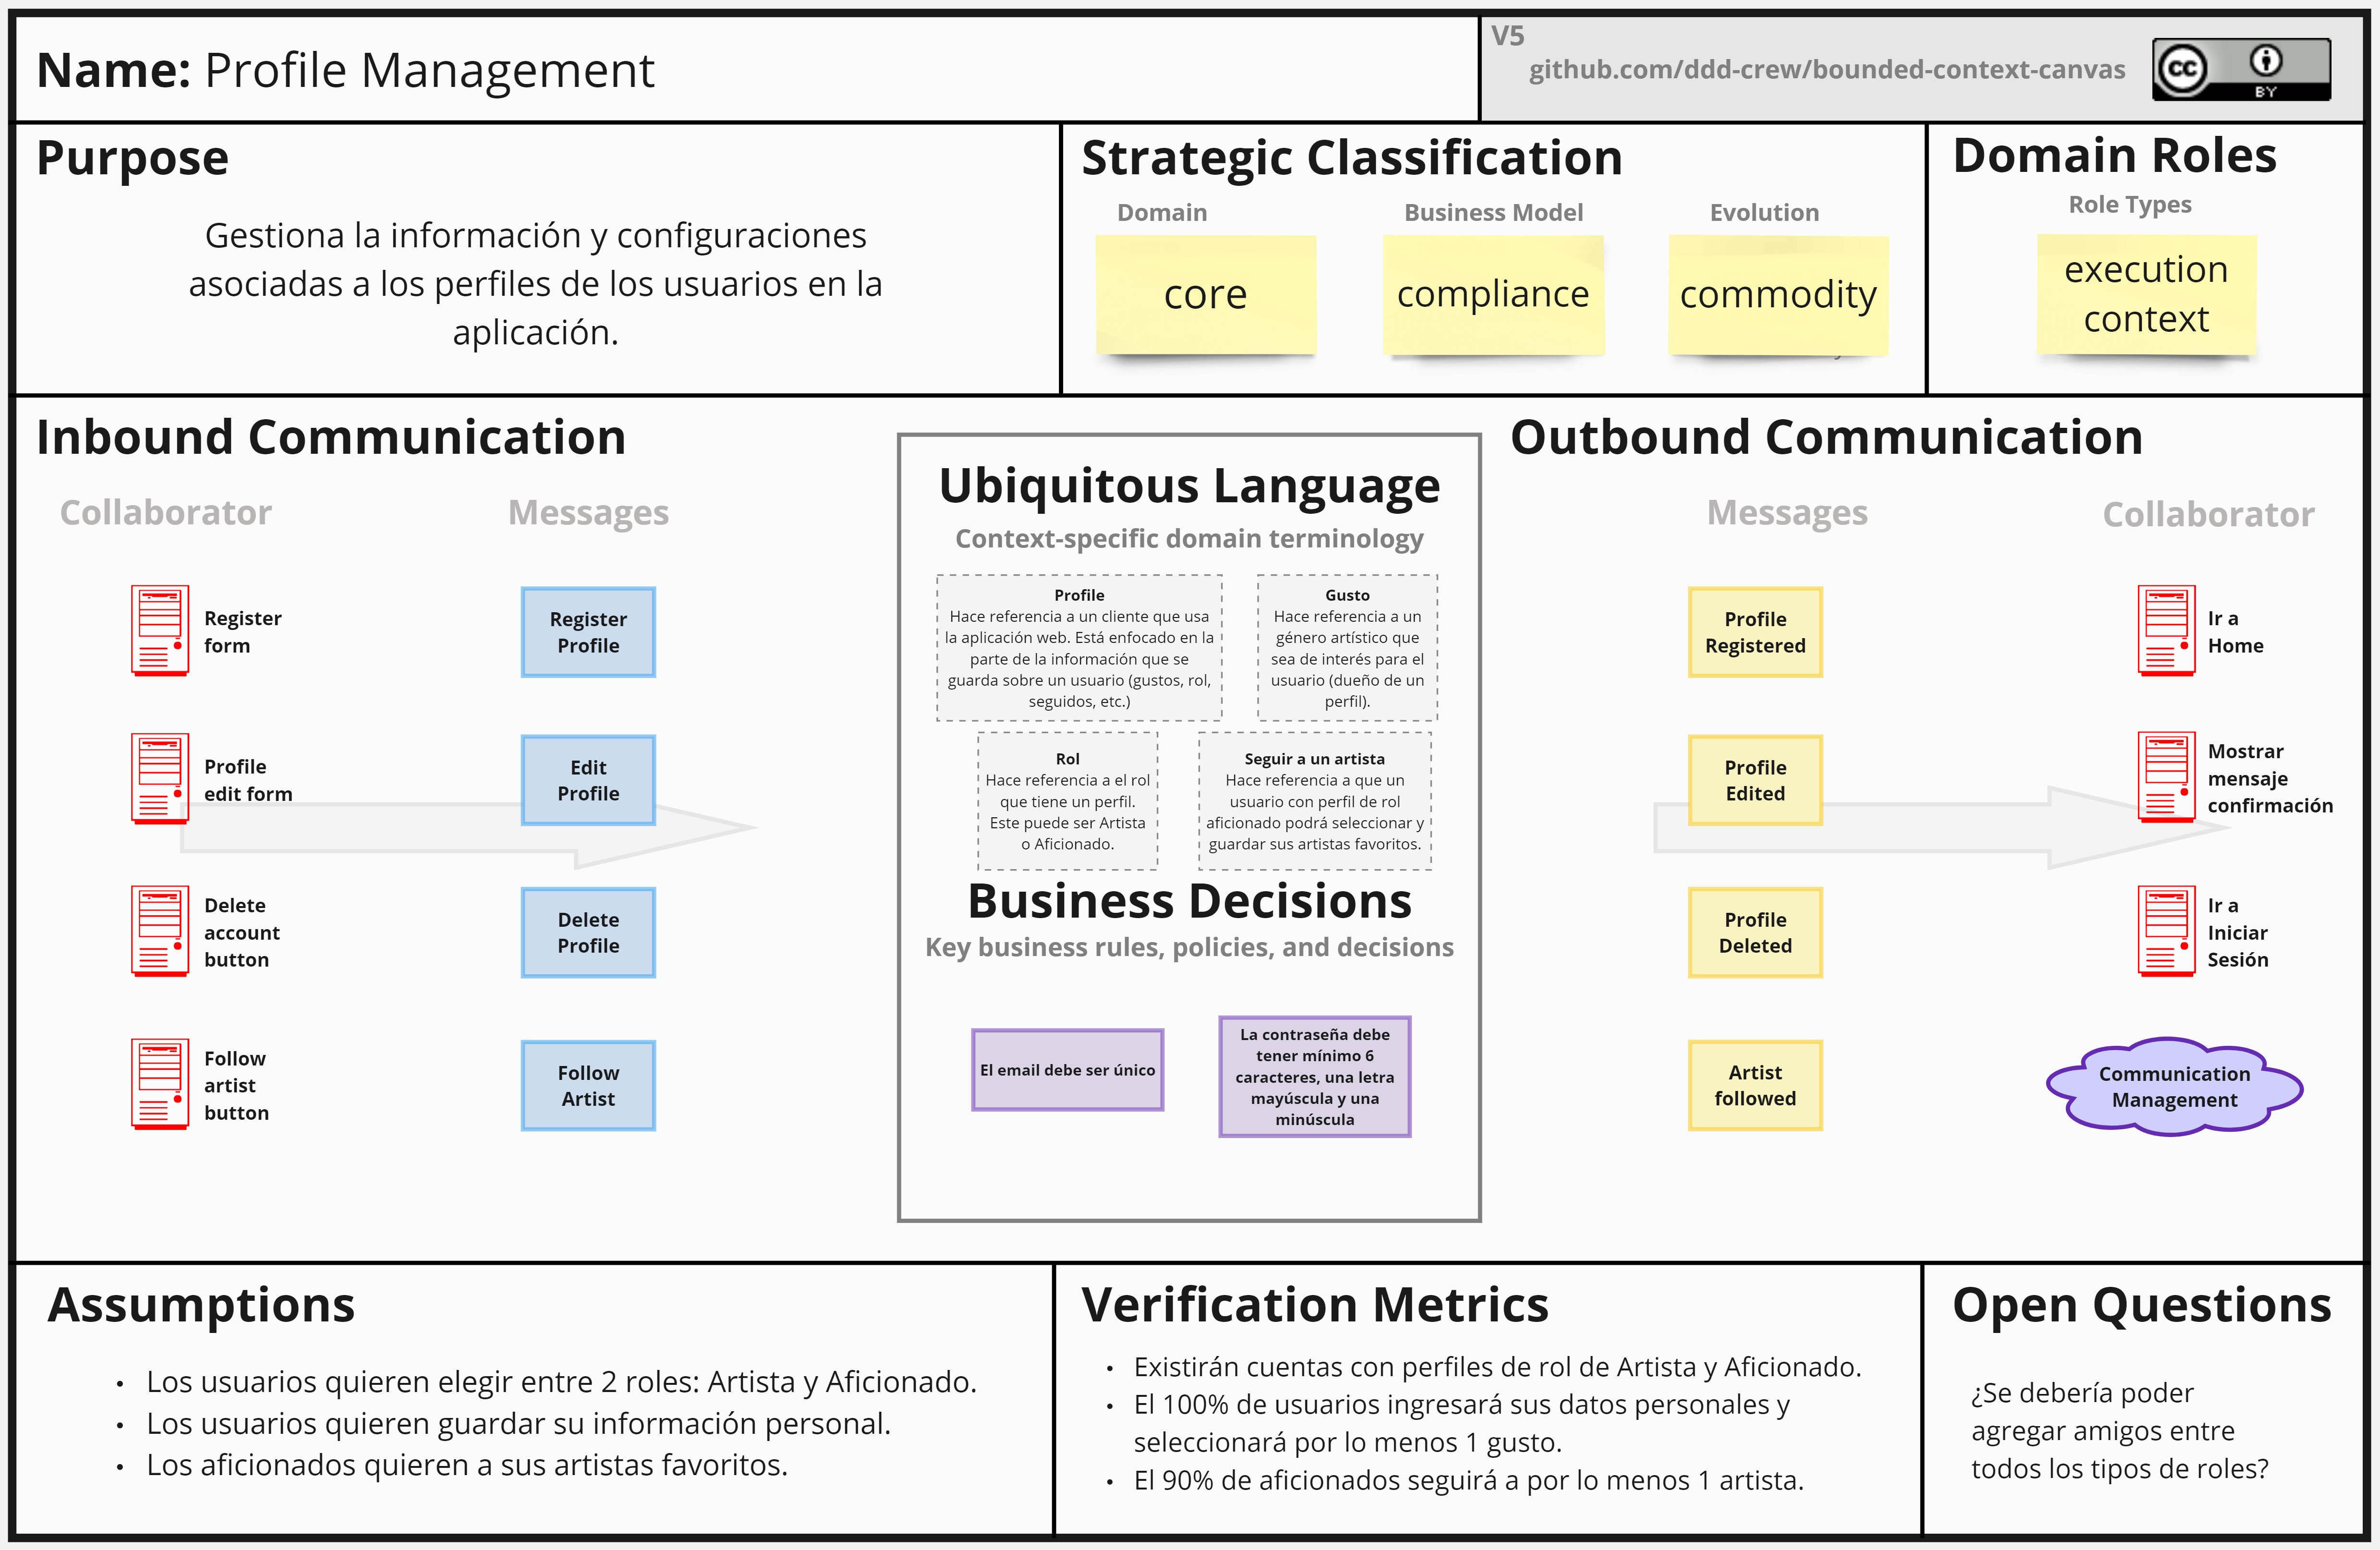 Name: Profile Management
V5
github.com/ddd-crew/bounded-context-canvas
cc
BY
Purpose
Gestiona la información y configuraciones
asociadas a los perfiles de los usuarios en la
aplicación.
Strategic Classification
Domain
core
Business Model
compliance
Evolution
commodity
Domain Roles
Role Types
execution
context
Inbound Communication
Collaborator
Messages
Register
form
Register
Profile
Profile
edit form
Edit
Profile
Delete
account
button
Delete
Profile
Follow
artist
button
Follow
Artist
Ubiquitous Language
Context-specific domain terminology
Profile
Hace referencia a un cliente que usa
la aplicación web. Está enfocado en la
parte de la información que se
guarda sobre un usuario (gustos, rol,
seguidos, etc.)
Gusto
Hace referencia a un
género artístico que
sea de interés para el
usuario (dueño de un
perfil).
Rol
Hace referencia a el rol
que tiene un perfil.
Este puede ser Artista
o Aficionado.
Seguir a un artista
Hace referencia a que un
usuario con perfil de rol
aficionado podrá seleccionar y
guardar sus artistas favoritos.
Business Decisions
Key business rules, policies, and decisions
El email debe ser único
La contraseña debe
tener mínimo 6
caracteres, una letra
mayúscula y una
minúscula
Outbound Communication
Messages
Collaborator
Profile
Registered
Ir a
Home
Profile
Edited
Mostrar
mensaje
confirmación
Profile
Deleted
Ir a
Iniciar
Sesión
Artist
followed
Communication
Management
Assumptions
• Los usuarios quieren elegir entre 2 roles: Artista y Aficionado.
• Los usuarios quieren guardar su información personal.
• Los aficionados quieren a sus artistas favoritos.
Verification Metrics
• Existirán cuentas con perfiles de rol de Artista y Aficionado.
• El 100% de usuarios ingresará sus datos personales y
seleccionará por lo menos 1 gusto.
• El 90% de aficionados seguirá a por lo menos 1 artista.
Open Questions
¿Se debería poder
agregar amigos entre
todos los tipos de roles?